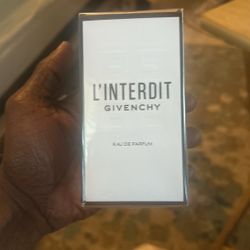 L'INTERDIT
GIVENCHY
EAU DE PARFUM